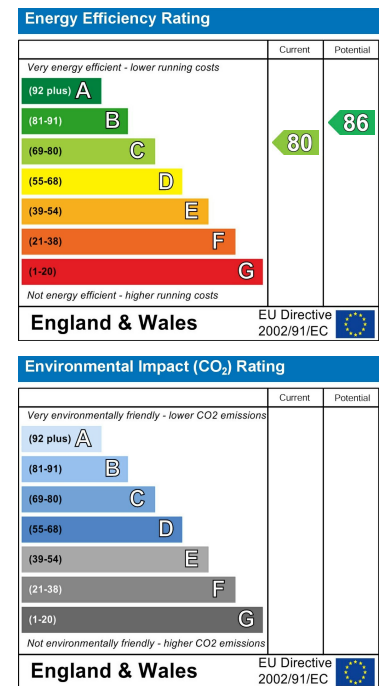 Energy Efficiency Rating
Current Potential
Very energy efficient - lower running costs
(92 plus) A
(81-91) B
(69-80) C
(55-68) D
(39-54) E
(21-38) F
(1-20) G
80
86
Not energy efficient - higher running costs
England & Wales
EU Directive
2002/91/EC
Environmental Impact (CO₂) Rating
Current Potential
Very environmentally friendly - lower CO2 emissions
(92 plus) A
(81-91) B
(69-80) C
(55-68) D
(39-54) E
(21-38) F
(1-20) G
Not environmentally friendly - higher CO2 emissions
England & Wales
EU Directive
2002/91/EC